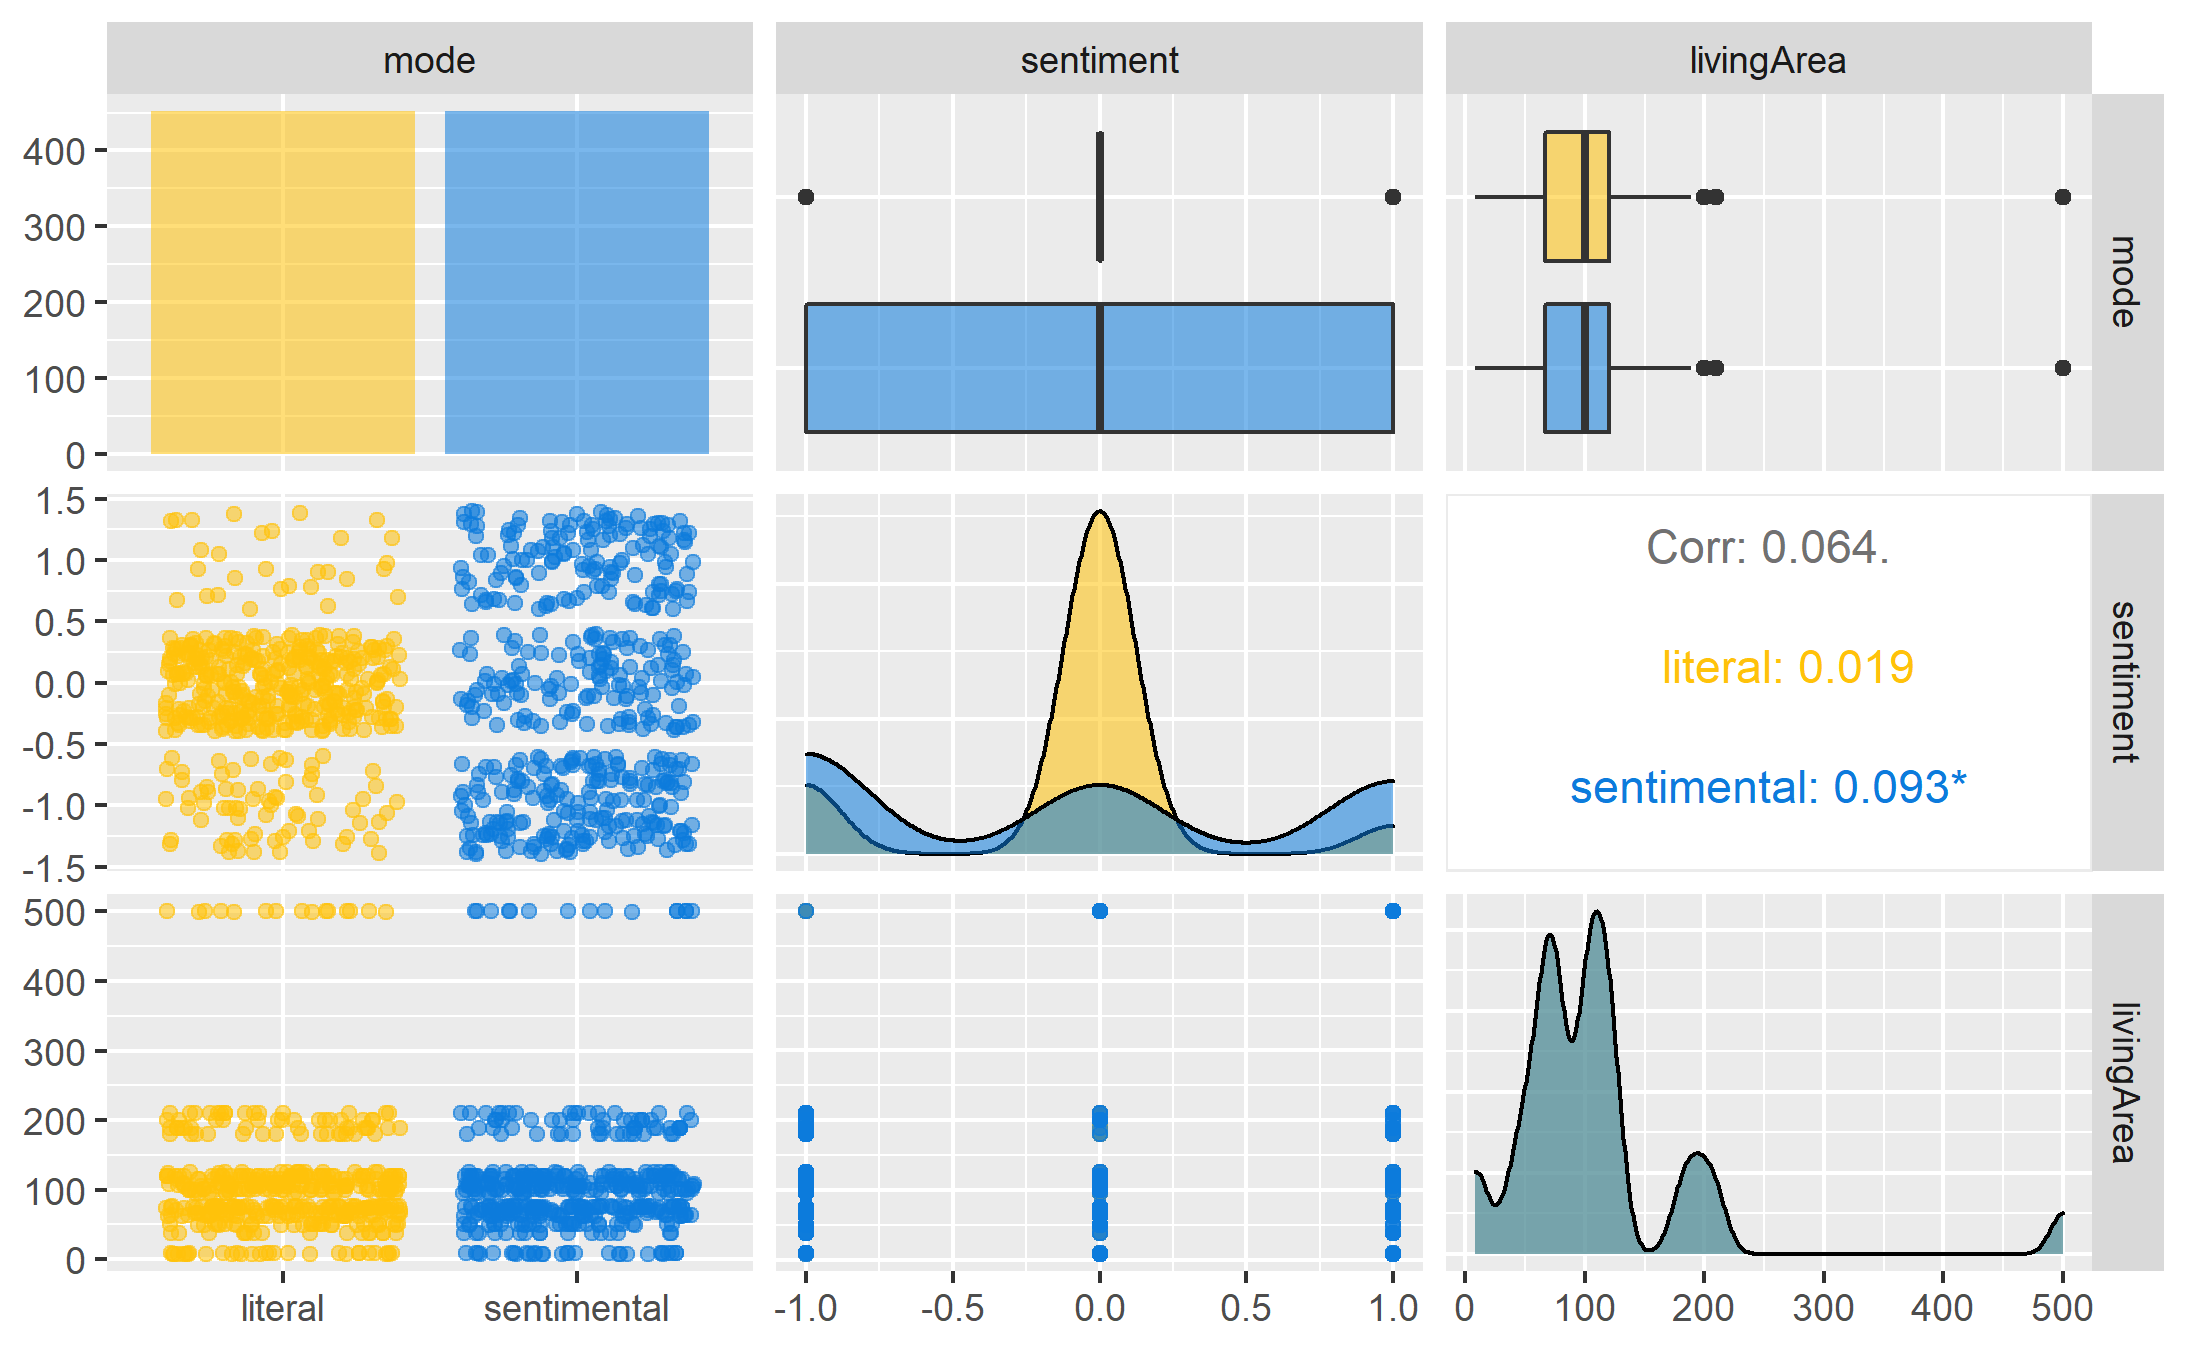 mode sentiment livingArea
400
300
200
100
0
mode
1.5
1.0
0.5
0.0
-0.5
-1.0
-1.5
Corr: 0.064.
literal: 0.019
sentimental: 0.093*
sentiment
500
400
300
200
100
0
livingArea
literal sentimental
-1.0 -0.5 0.0 0.5 1.0
0 100 200 300 400 500